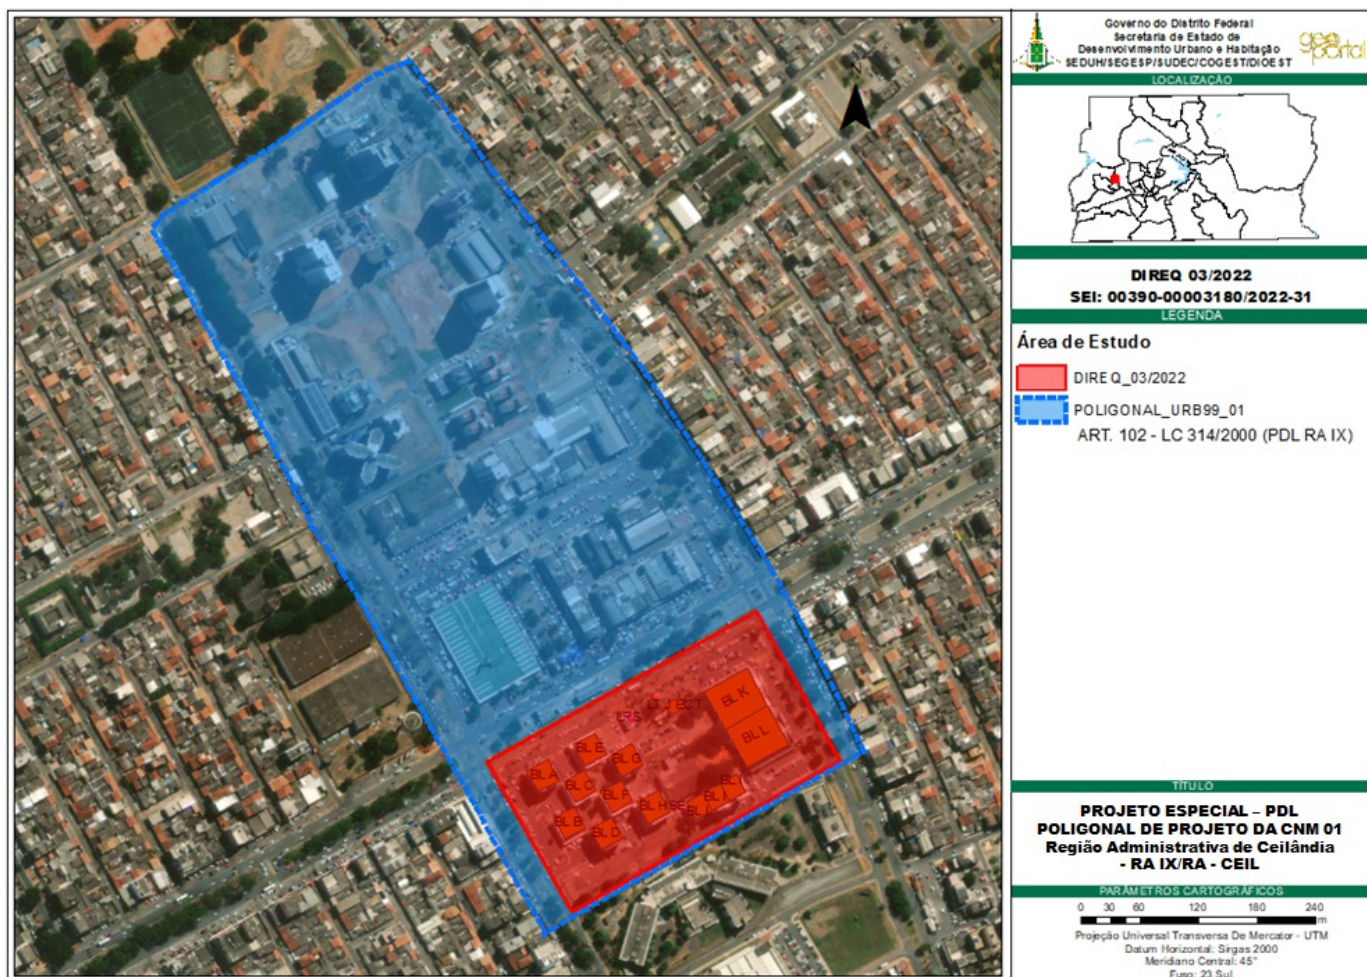 Governo do Distrito Federal
Secretaria de Estado de
Desenvolvimento Urbano e Habitação
SEDUH/SEGESP/SUDEC/COGEST/DIOEST
geo
portal
LOCALIZAÇÃO
DIREQ 03/2022
SEI: 00390-00003180/2022-31
LEGENDA
Área de Estudo
DIREQ_03/2022
POLIGONAL_URB99_01
ART. 102 - LC 314/2000 (PDL RA IX)
BL K
BL L
BL E
BL G
BL A
BL C
BL F
BL B
BL D
BL H
TÍTULO
PROJETO ESPECIAL – PDL
POLIGONAL DE PROJETO DA CNM 01
Região Administrativa de Ceilândia
- RA IX/RA - CEIL
PARÂMETROS CARTOGRÁFICOS
0 30 60 120 180 240
m
Projeção Universal Transversa De Mercator - UTM
Datum Horizontal: Sirgas 2000
Meridiano Central: 45°
Fuso: 23 Sul